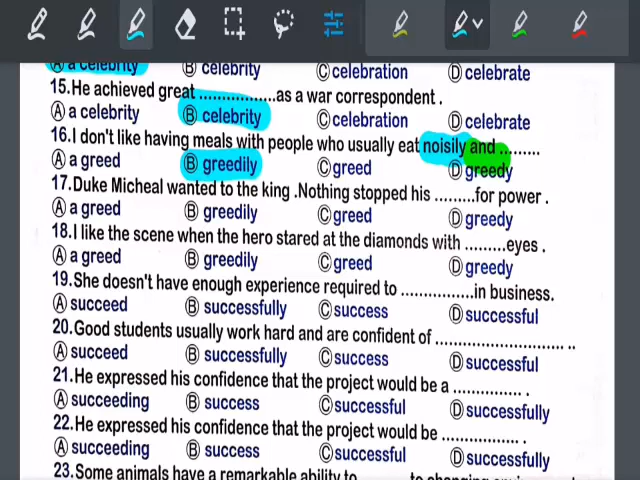 Ⓐ a celebrity Ⓑ celebrity Ⓒ celebration Ⓓ celebrate
15.He achieved great ................as a war correspondent .
Ⓐ a celebrity Ⓑ celebrity Ⓒ celebration Ⓓ celebrate
16.I don't like having meals with people who usually eat noisily and .........
Ⓐ a greed Ⓑ greedily Ⓒ greed Ⓓ greedy
17.Duke Micheal wanted to the king .Nothing stopped his .........for power .
Ⓐ a greed Ⓑ greedily Ⓒ greed Ⓓ greedy
18.I like the scene when the hero stared at the diamonds with .........eyes .
Ⓐ a greed Ⓑ greedily Ⓒ greed Ⓓ greedy
19.She doesn't have enough experience required to ................in business.
Ⓐ succeed Ⓑ successfully Ⓒ success Ⓓ successful
20.Good students usually work hard and are confident of ............................. ..
Ⓐ succeed Ⓑ successfully Ⓒ success Ⓓ successful
21.He expressed his confidence that the project would be a ............... .
Ⓐ succeeding Ⓑ success Ⓒ successful Ⓓ successfully
22.He expressed his confidence that the project would be ................. .
Ⓐ succeeding Ⓑ success Ⓒ successful Ⓓ successfully
23.Some animals have a remarkable ability to